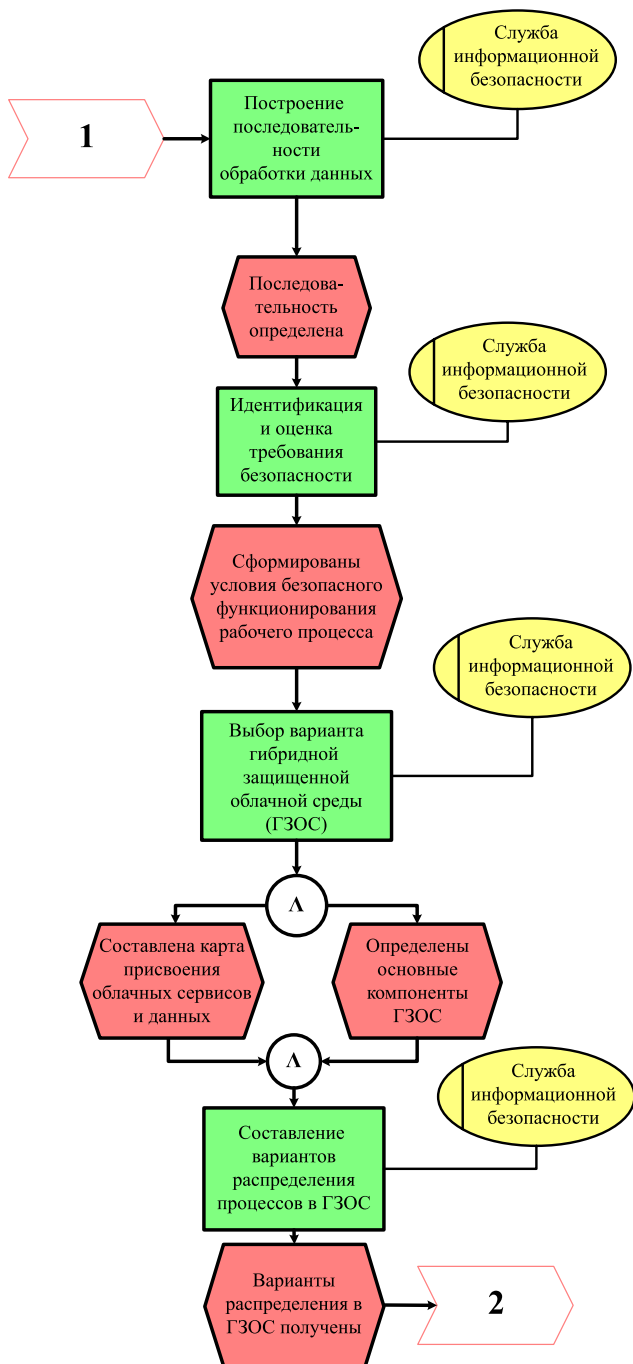 Служба
информационной
безопасности
1
Построение
последователь-
ности
обработки данных
Последова-
тельность
определена
Служба
информационной
безопасности
Идентификация
и оценка
требования
безопасности
Сформированы
условия безопасного
функционирования
рабочего процесса
Служба
информационной
безопасности
Выбор варианта
гибридной
защищенной
облачной среды
(ГЗОС)
Λ
Составлена карта
присвоения
облачных сервисов
и данных
Определены
основные
компоненты
ГЗОС
Λ
Служба
информационной
безопасности
Составление
вариантов
распределения
процессов в ГЗОС
Варианты
распределения в
ГЗОС получены
2